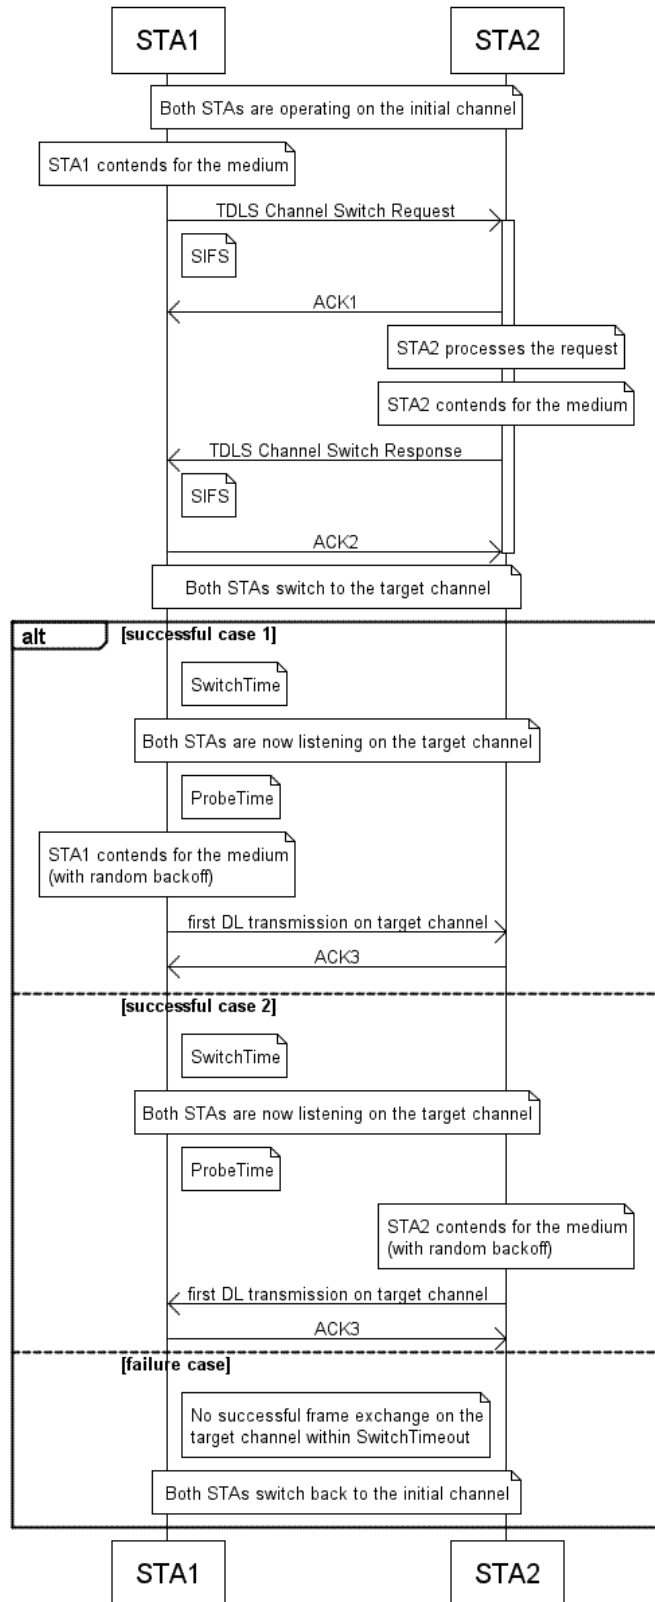 STA1
STA2
Both STAs are operating on the initial channel
STA1 contends for the medium
TDLS Channel Switch Request
SIFS
ACK1
STA2 processes the request
STA2 contends for the medium
TDLS Channel Switch Response
SIFS
ACK2
Both STAs switch to the target channel
alt
[successful case 1]
SwitchTime
Both STAs are now listening on the target channel
ProbeTime
STA1 contends for the medium
(with random backoff)
first DL transmission on target channel
ACK3
[successful case 2]
SwitchTime
Both STAs are now listening on the target channel
ProbeTime
STA2 contends for the medium
(with random backoff)
first DL transmission on target channel
ACK3
[failure case]
No successful frame exchange on the
target channel within SwitchTimeout
Both STAs switch back to the initial channel
STA1
STA2